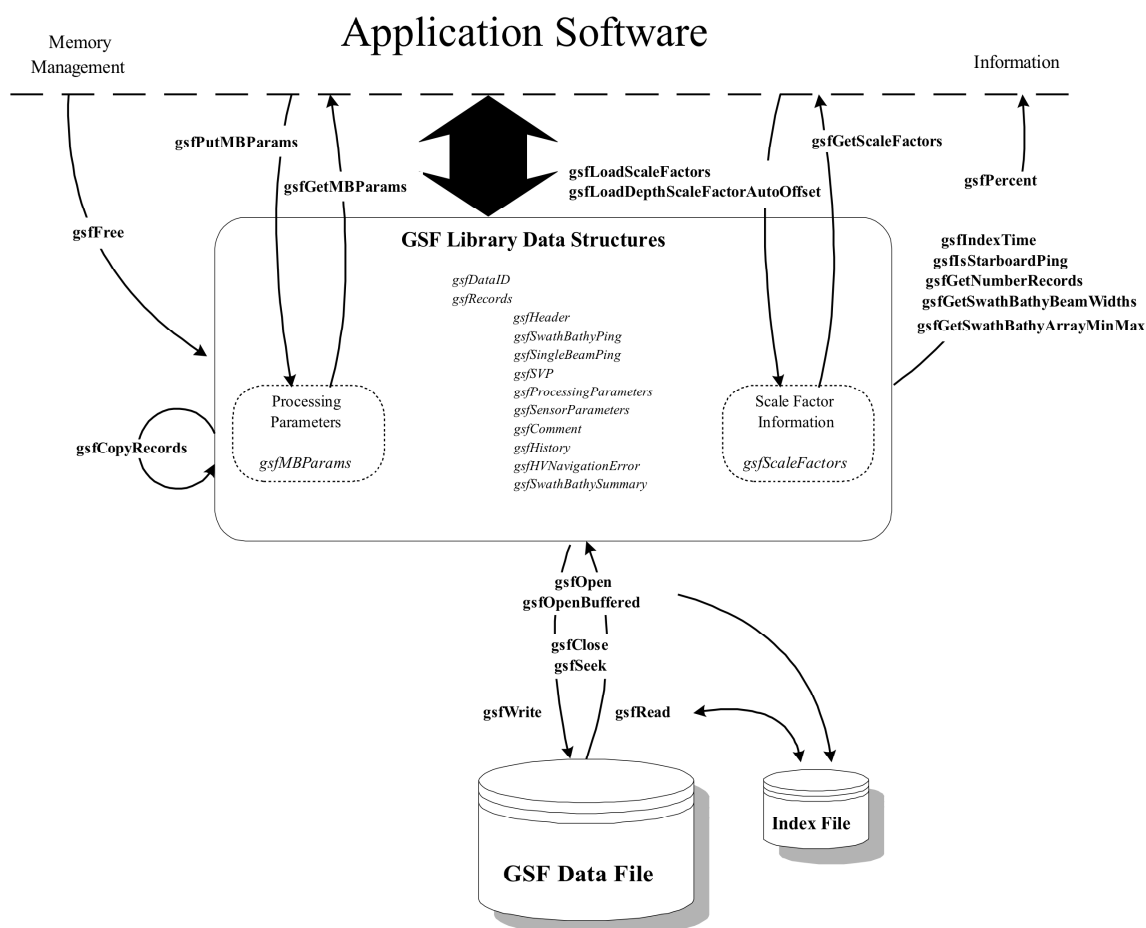 Application Software
Memory
Management
Information
gsfPutMBParams
gsfGetMBParams
gsfLoadScaleFactors
gsfLoadDepthScaleFactorAutoOffset
gsfGetScaleFactors
gsfPercent
gsfFree
gsfIndexTime
gsfIsStarboardPing
gsfGetNumberRecords
gsfGetSwathBathyBeamWidths
gsfGetSwathBathyArrayMinMax
GSF Library Data Structures
gsfDataID
gsfRecords
gsfHeader
gsfSwathBathyPing
gsfSingleBeamPing
gsfSVP
gsfProcessingParameters
gsfSensorParameters
gsfComment
gsfHistory
gsfHVNavigationError
gsfSwathBathySummary
Processing
Parameters
gsfMBParams
Scale Factor
Information
gsfScaleFactors
gsfCopyRecords
gsfOpen
gsfOpenBuffered
gsfClose
gsfSeek
gsfWrite
gsfRead
Index File
GSF Data File